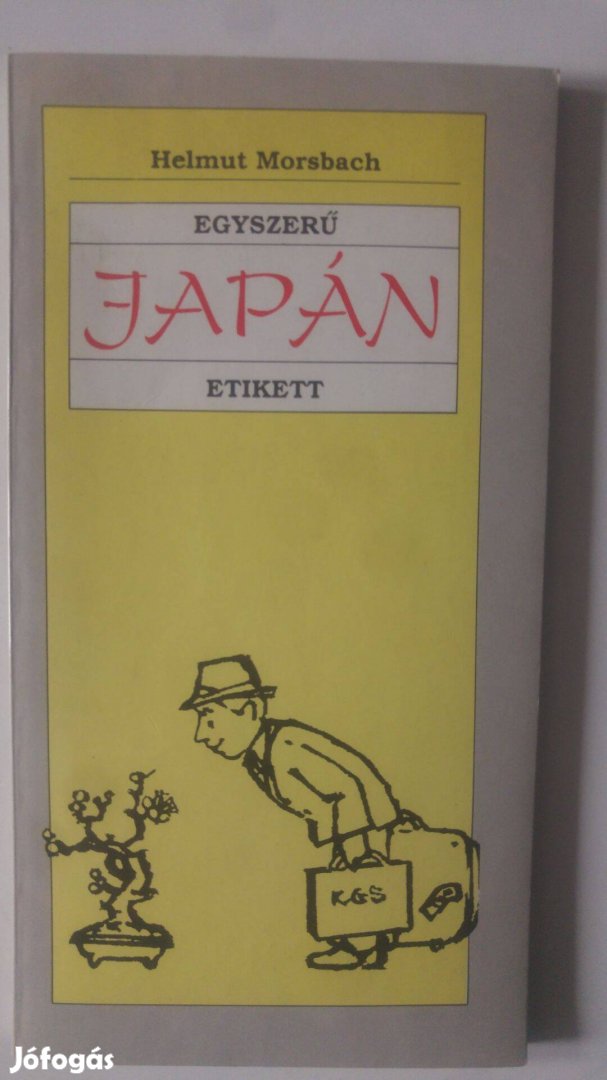 Helmut Morsbach
EGYSZERŰ
JAPÁN
ETIKETT
KGS
Jófogás